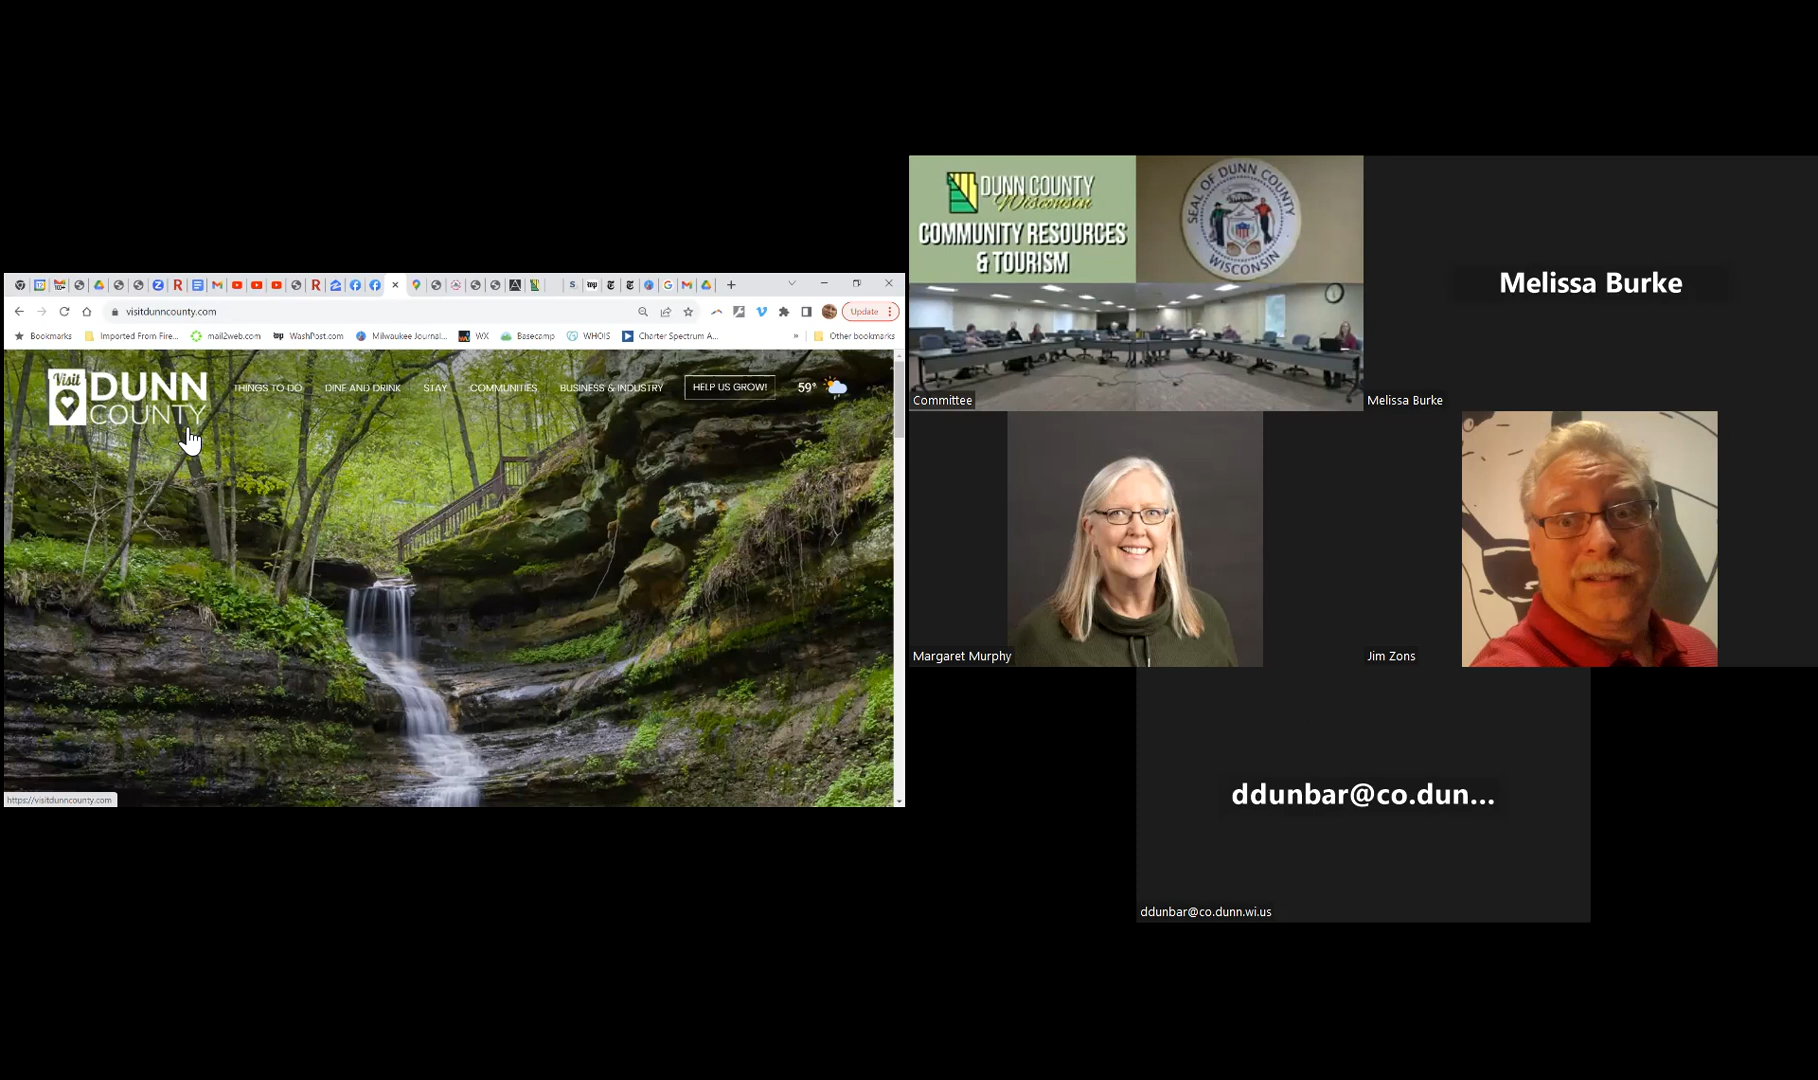 visitdunncounty.com
Update
Bookmarks
Imported From Fire...
mail2web.com
WashPost.com
Milwaukee Journal...
WX
Basecamp
WHOIS
Charter Spectrum A...
»
Other bookmarks
Visit
DUNN
COUNTY
THINGS TO DO
DINE AND DRINK
STAY
COMMUNITIES
BUSINESS & INDUSTRY
HELP US GROW!
59°
https://visitdunncounty.com
DUNN COUNTY
Wisconsin
COMMUNITY RESOURCES
& TOURISM
SEAL OF DUNN COUNTY
WISCONSIN
Committee
Melissa Burke
Melissa Burke
Margaret Murphy
Jim Zons
ddunbar@co.dun...
ddunbar@co.dunn.wi.us